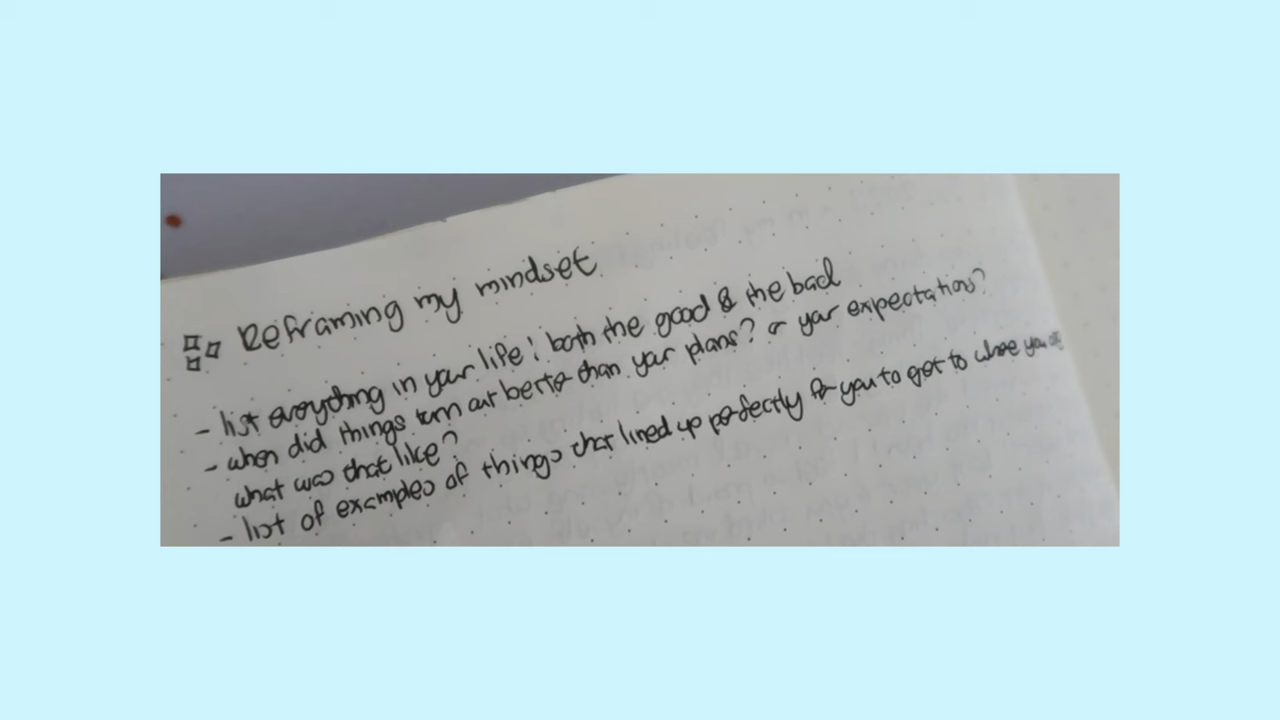 Reframing my mindset
- list everything in your life! both the good & the bad
- when did things turn out better than your plans? or your expectations?
what was that like?
- list of examples of things that lined up perfectly for you to get to where you